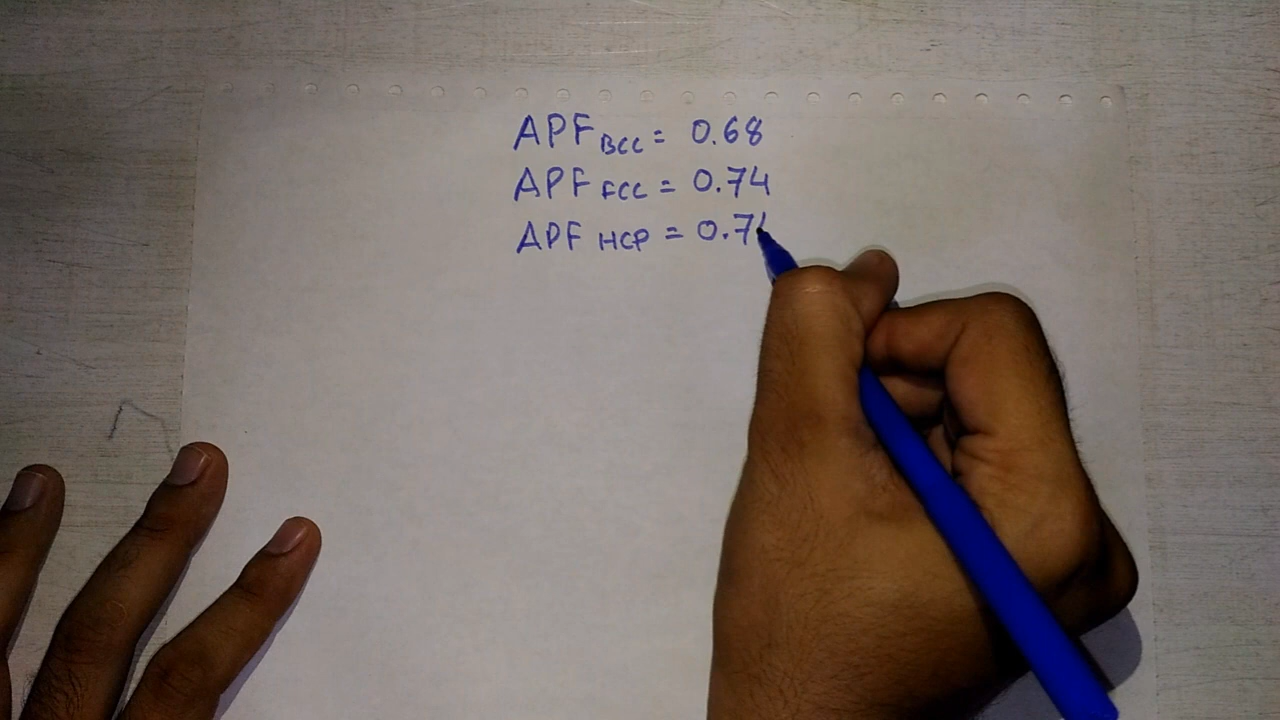 APF BCC = 0.68
APF FCC = 0.74
APF HCP = 0.7